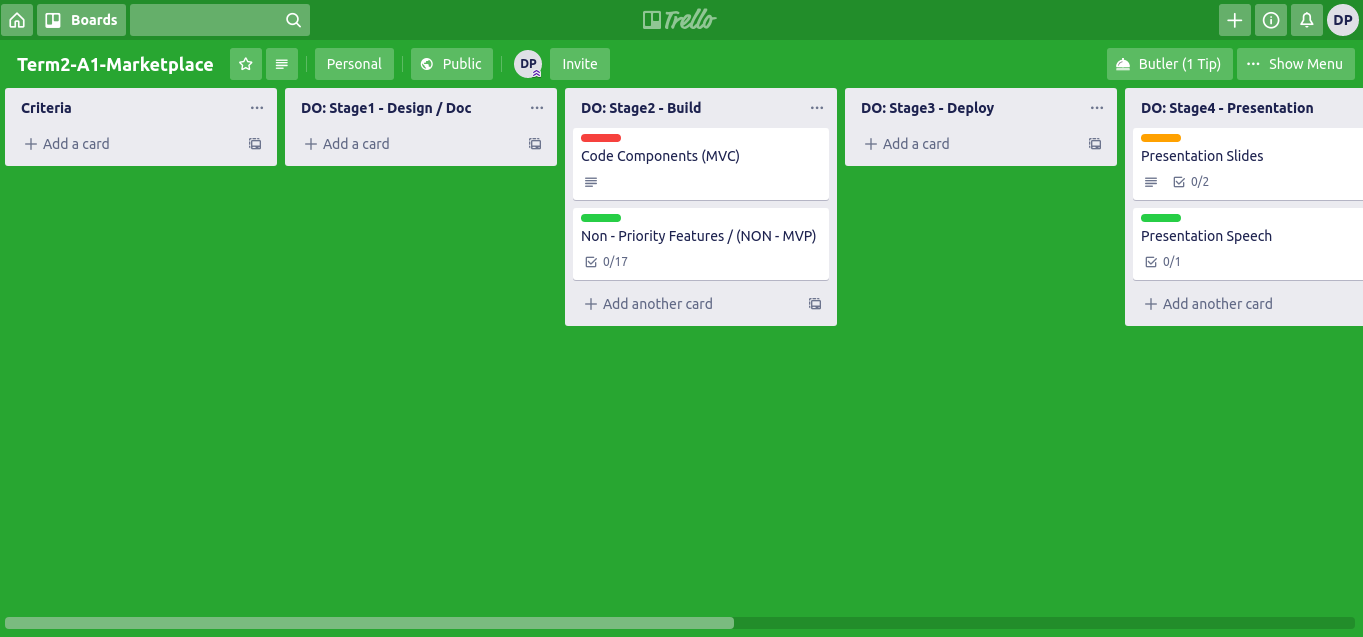 Boards
Trello
DP
Term2-A1-Marketplace
Personal
Public
DP
Invite
Butler (1 Tip)
Show Menu
Criteria
Add a card
DO: Stage1 - Design / Doc
Add a card
DO: Stage2 - Build
Code Components (MVC)
Non - Priority Features / (NON - MVP)
0/17
Add another card
DO: Stage3 - Deploy
Add a card
DO: Stage4 - Presentation
Presentation Slides
0/2
Presentation Speech
0/1
Add another card